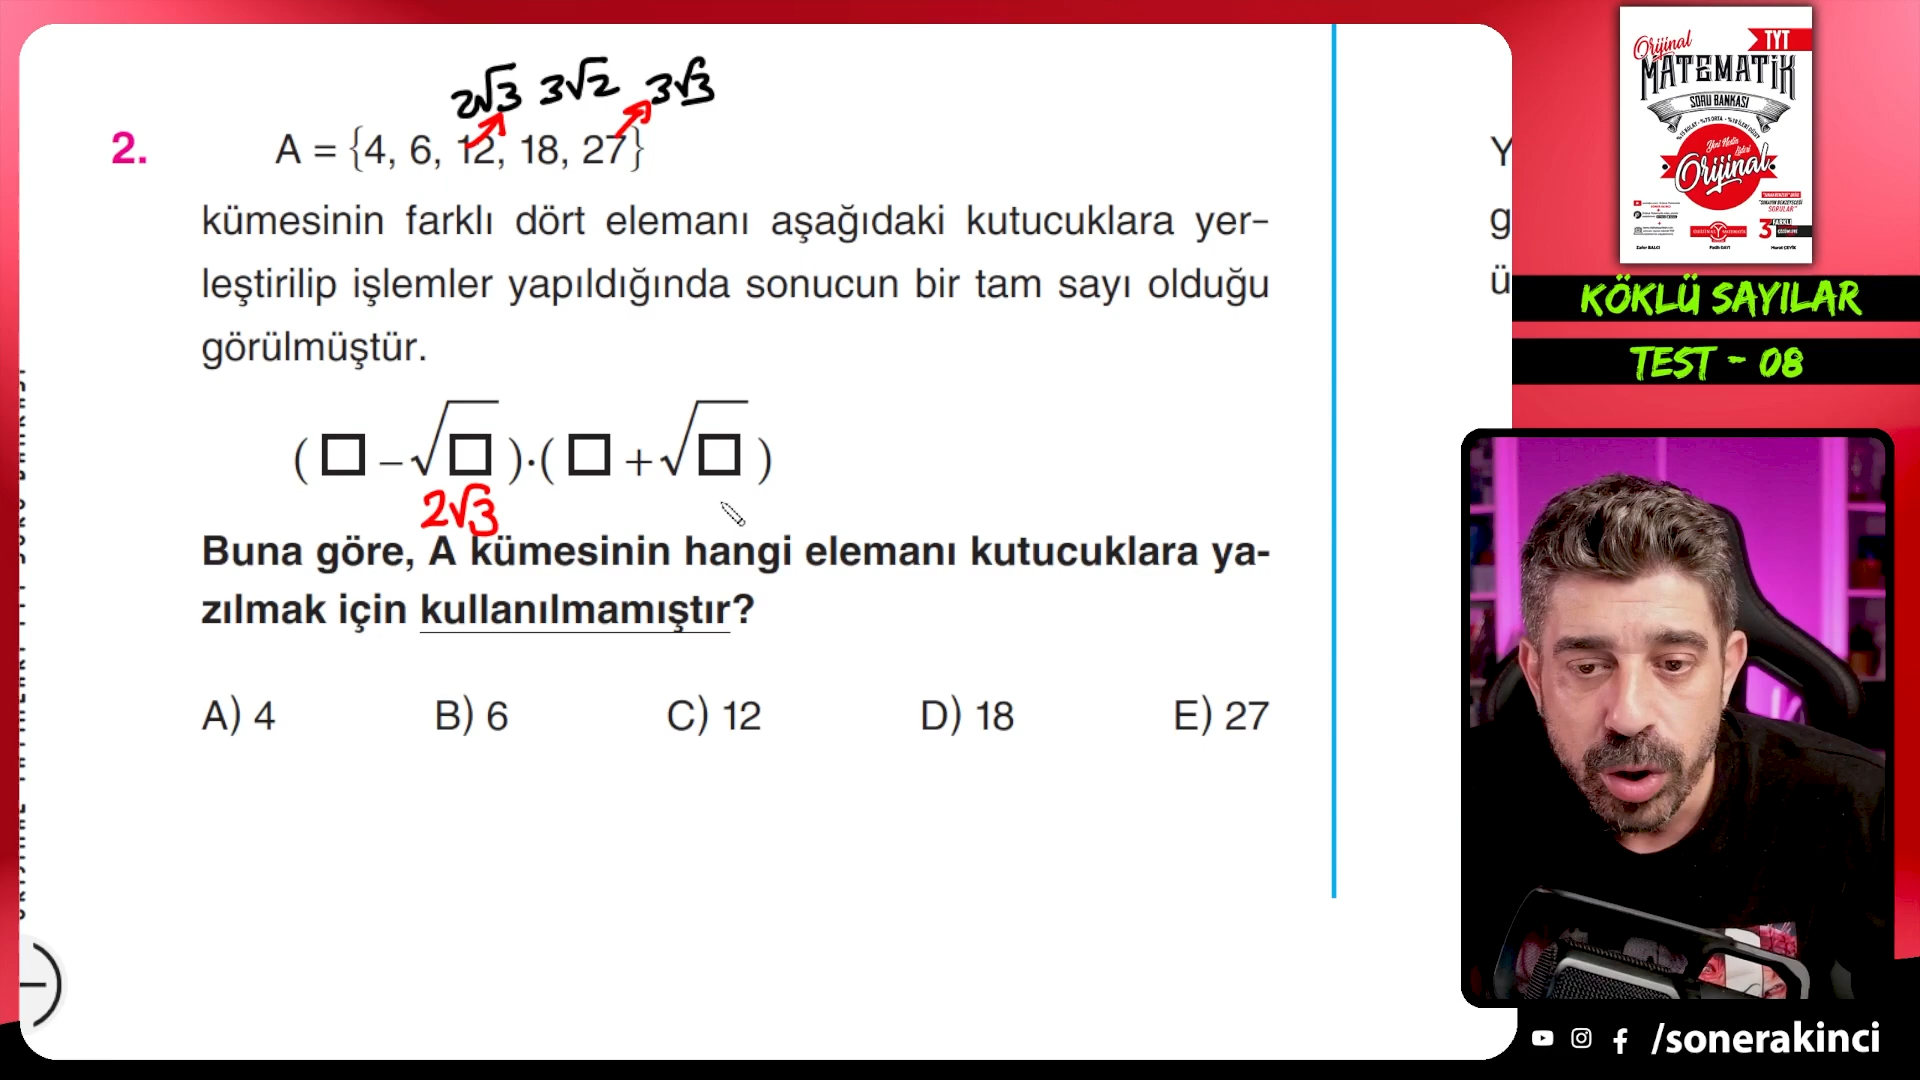 2√3 3√2 3√3
2. A = {4, 6, 12, 18, 27}
kümesinin farklı dört elemanı aşağıdaki kutucuklara yer-
leştirilip işlemler yapıldığında sonucun bir tam sayı olduğu
görülmüştür.
(□ – √□)·(□ + √□)
2√3
Buna göre, A kümesinin hangi elemanı kutucuklara ya-
zılmak için kullanılmamıştır?
A) 4 B) 6 C) 12 D) 18 E) 27
Y
g
ü
Orijinal
TYT
MATEMATİK
SORU BANKASI
Orijinal
KÖKLÜ SAYILAR
TEST - 08
/sonerakinci